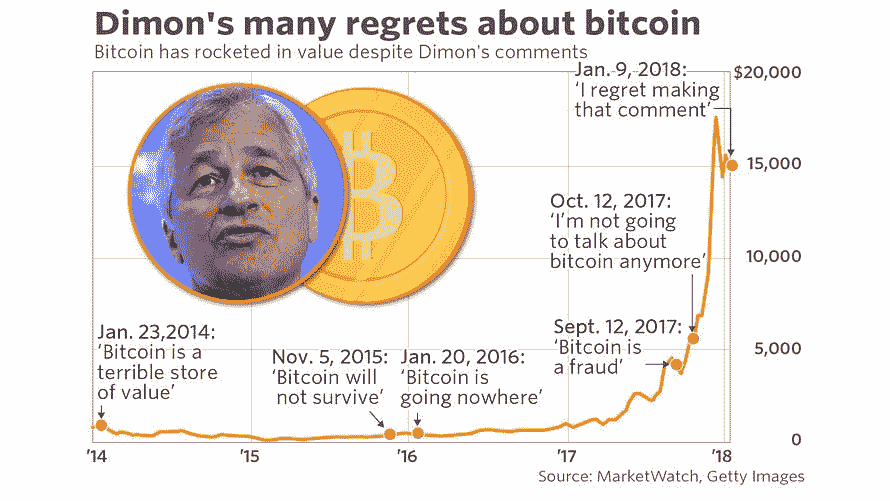 Dimon's many regrets about bitcoin
Bitcoin has rocketed in value despite Dimon's comments
Jan. 9, 2018:
‘I regret making
that comment’
$20,000
15,000
Oct. 12, 2017:
‘I'm not going
to talk about
bitcoin anymore’
10,000
Jan. 23,2014:
‘Bitcoin is a
terrible store
of value’
Nov. 5, 2015:
‘Bitcoin will
not survive’
Jan. 20, 2016:
‘Bitcoin is
going nowhere’
Sept. 12, 2017:
‘Bitcoin is
a fraud’
5,000
0
’14
’15
’16
’17
’18
Source: MarketWatch, Getty Images